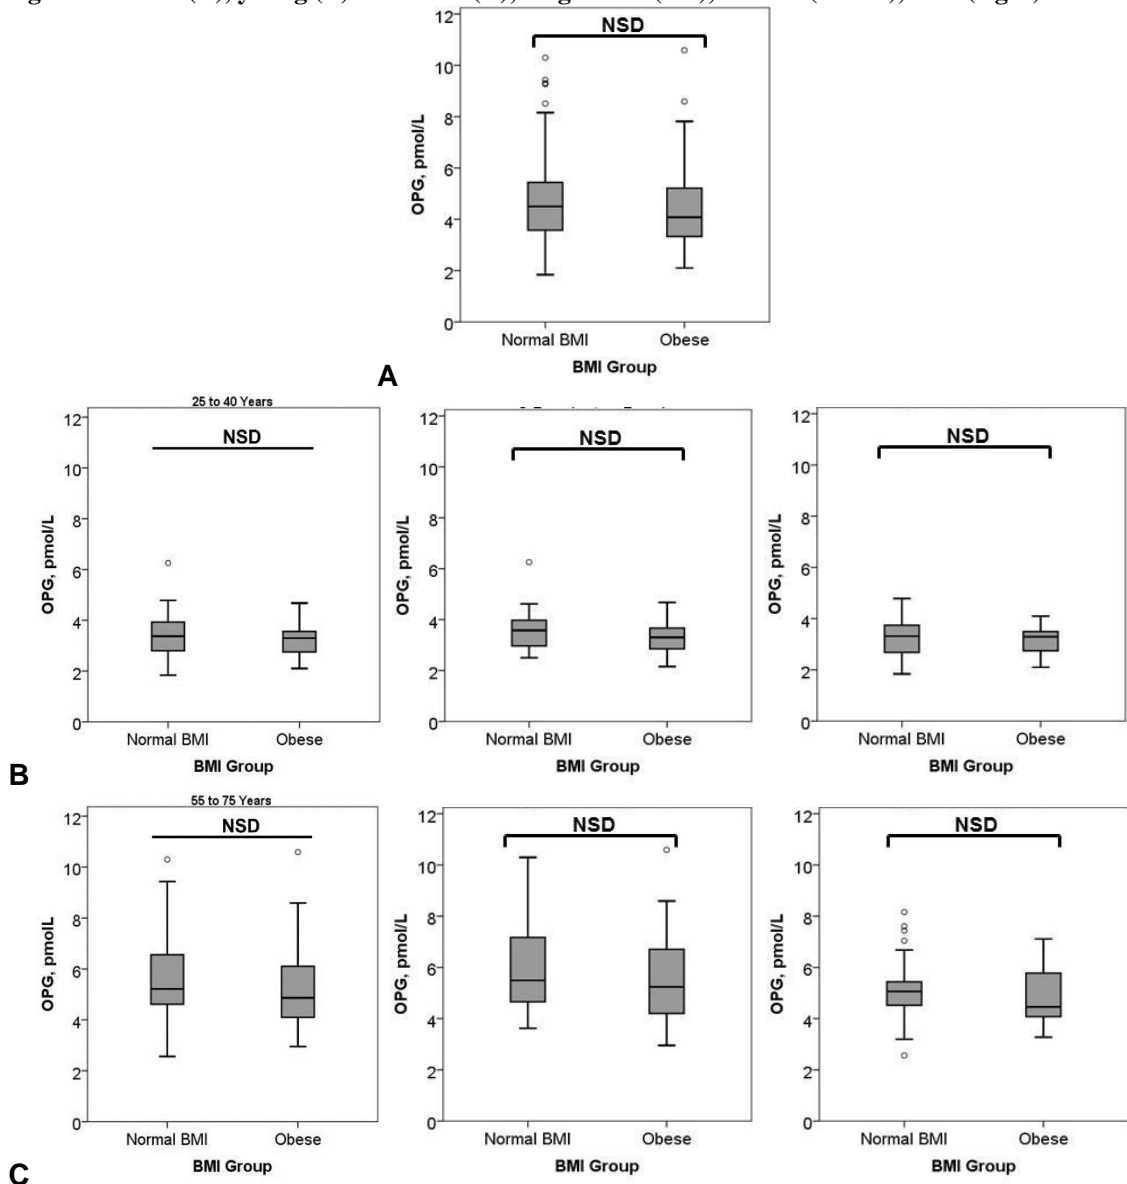 12
NSD
10
8
6
4
2
0
OPG, pmol/L
Normal BMI Obese
BMI Group
A
25 to 40 Years
12
NSD
10
8
6
4
2
0
OPG, pmol/L
Normal BMI Obese
BMI Group
12
NSD
10
8
6
4
2
0
OPG, pmol/L
Normal BMI Obese
BMI Group
12
NSD
10
8
6
4
2
0
OPG, pmol/L
Normal BMI Obese
BMI Group
B
55 to 75 Years
12
NSD
10
8
6
4
2
0
OPG, pmolL
Normal BMI Obese
BMI Group
12
NSD
10
8
6
4
2
0
OPG, pmol/L
Normal BMI Obese
BMI Group
12
NSD
10
8
6
4
2
0
OPG, pmol/L
Normal BMI Obese
BMI Group
C